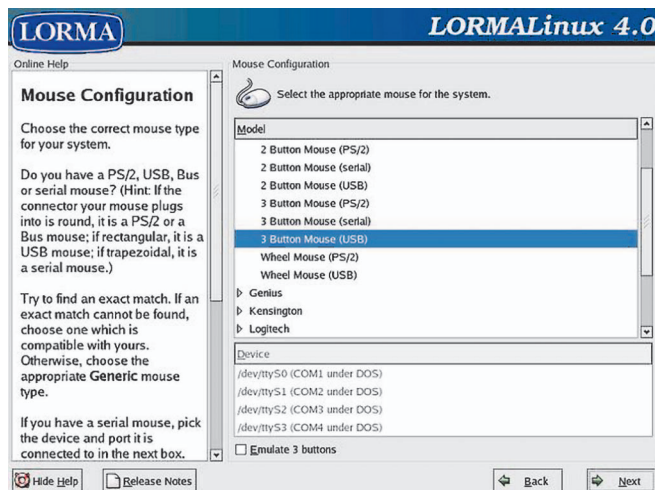 LORMA
LORMALinux 4.0
Online Help
Mouse Configuration
Choose the correct mouse type
for your system.
Do you have a PS/2, USB, Bus
or serial mouse? (Hint: If the
connector your mouse plugs
into is round, it is a PS/2 or a
Bus mouse; if rectangular, it is a
USB mouse; if trapezoidal, it is
a serial mouse.)
Try to find an exact match. If an
exact match cannot be found,
choose one which is
compatible with yours.
Otherwise, choose the
appropriate Generic mouse
type.
If you have a serial mouse, pick
the device and port it is
connected to in the next box.
Mouse Configuration
Select the appropriate mouse for the system.
Model
2 Button Mouse (PS/2)
2 Button Mouse (serial)
2 Button Mouse (USB)
3 Button Mouse (PS/2)
3 Button Mouse (serial)
3 Button Mouse (USB)
Wheel Mouse (PS/2)
Wheel Mouse (USB)
Genius
Kensington
Logitech
Device
/dev/ttyS0 (COM1 under DOS)
/dev/ttyS1 (COM2 under DOS)
/dev/ttyS2 (COM3 under DOS)
/dev/ttyS3 (COM4 under DOS)
Emulate 3 buttons
Hide Help
Release Notes
Back
Next